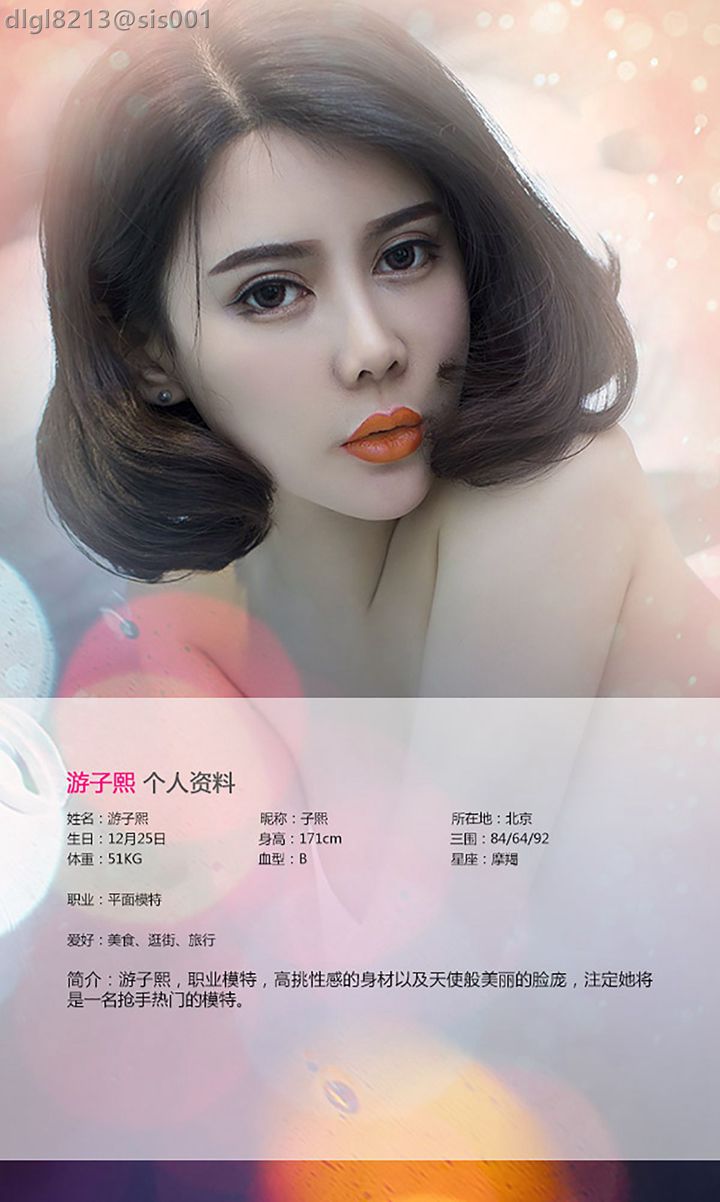 dlgl8213@sis001
游子熙 个人资料
姓名：游子熙 昵称：子熙 所在地：北京
生日：12月25日 身高：171cm 三围：84/64/92
体重：51KG 血型：B 星座：摩羯
职业：平面模特
爱好：美食、逛街、旅行
简介：游子熙，职业模特，高挑性感的身材以及天使般美丽的脸庞，注定她将
是一名抢手热门的模特。